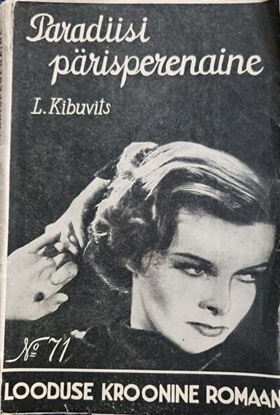 Paradiisi
pärisperenaine
L. Kibuvits
№ 71
LOODUSE KROONINE ROMAAN